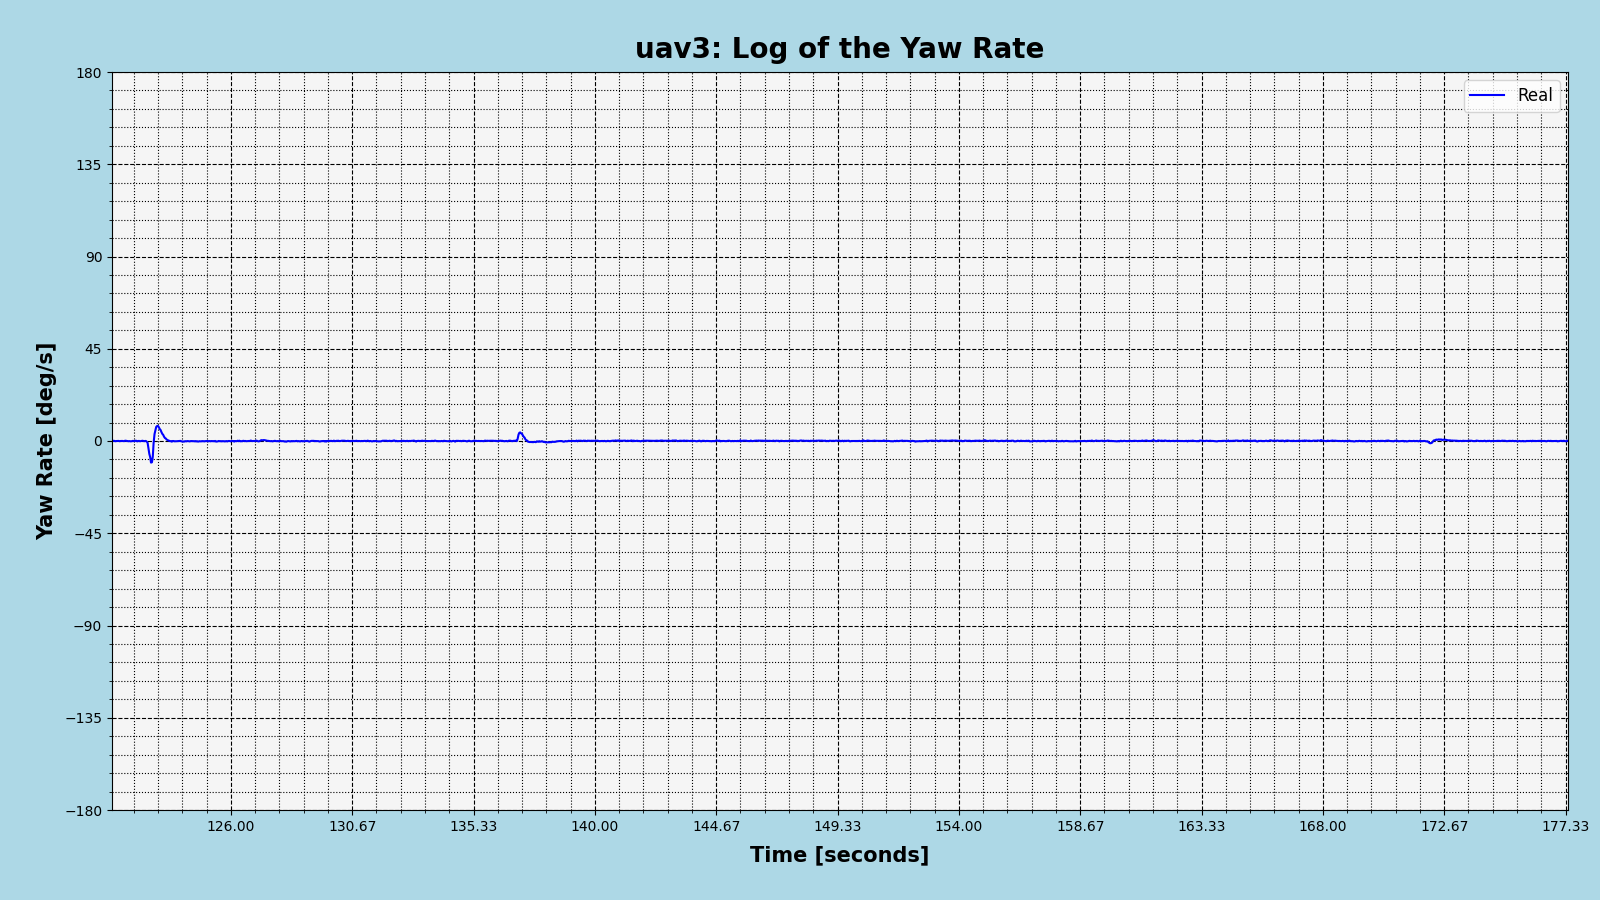 uav3: Log of the Yaw Rate
Real
Yaw Rate [deg/s]
180
135
90
45
0
−45
−90
−135
−180
126.00 130.67 135.33 140.00 144.67 149.33 154.00 158.67 163.33 168.00 172.67 177.33
Time [seconds]